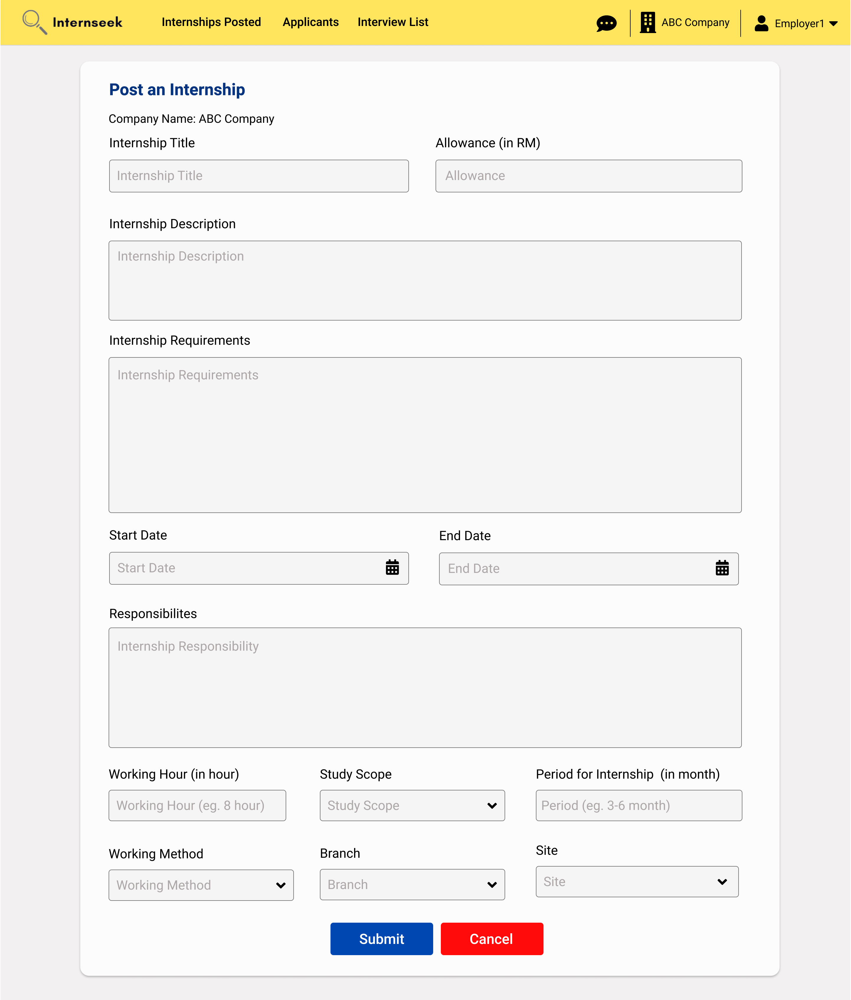 Internseek
Internships Posted
Applicants
Interview List
ABC Company
Employer1
Post an Internship
Company Name: ABC Company
Internship Title
Allowance (in RM)
Internship Title
Allowance
Internship Description
Internship Description
Internship Requirements
Internship Requirements
Start Date
End Date
Start Date
End Date
Responsibilites
Internship Responsibility
Working Hour (in hour)
Study Scope
Period for Internship  (in month)
Working Hour (eg. 8 hour)
Study Scope
Period (eg. 3-6 month)
Working Method
Branch
Site
Working Method
Branch
Site
Submit
Cancel